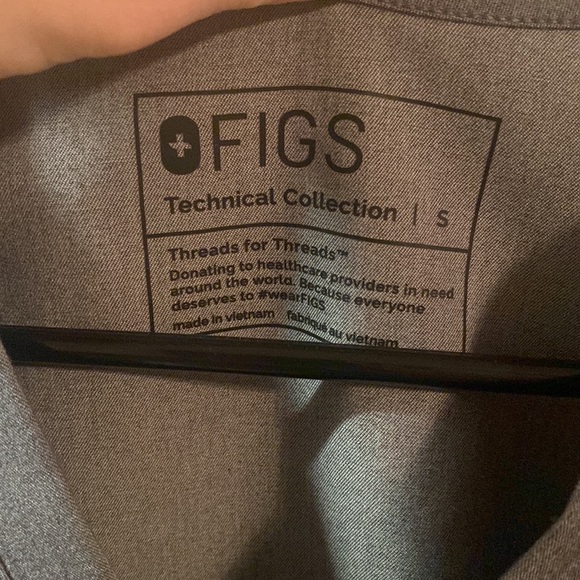 FIGS
Technical Collection | S
Threads for Threads™
Donating to healthcare providers in need
around the world. Because everyone
deserves to #wearFIGS
made in vietnam fabriqué au vietnam